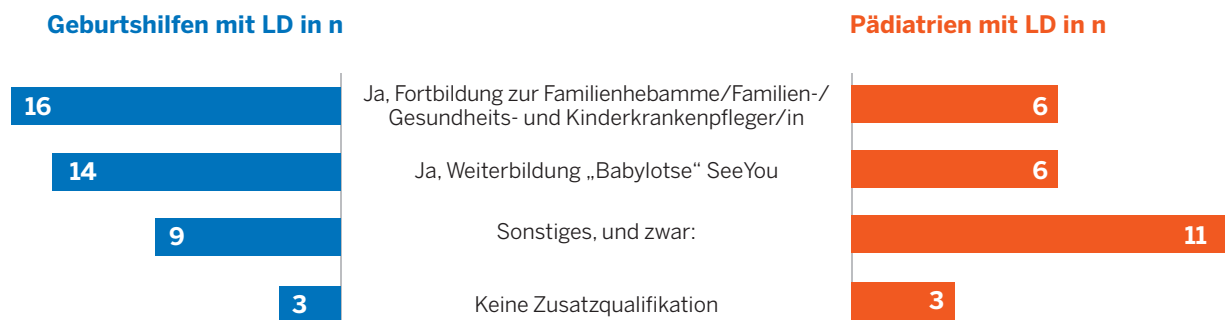 Geburtshilfen mit LD in n
Pädiatrien mit LD in n
16
Ja, Fortbildung zur Familienhebamme/Familien-/
Gesundheits- und Kinderkrankenpfleger/in
6
14
Ja, Weiterbildung „Babylotse“ SeeYou
6
9
Sonstiges, und zwar:
11
3
Keine Zusatzqualifikation
3